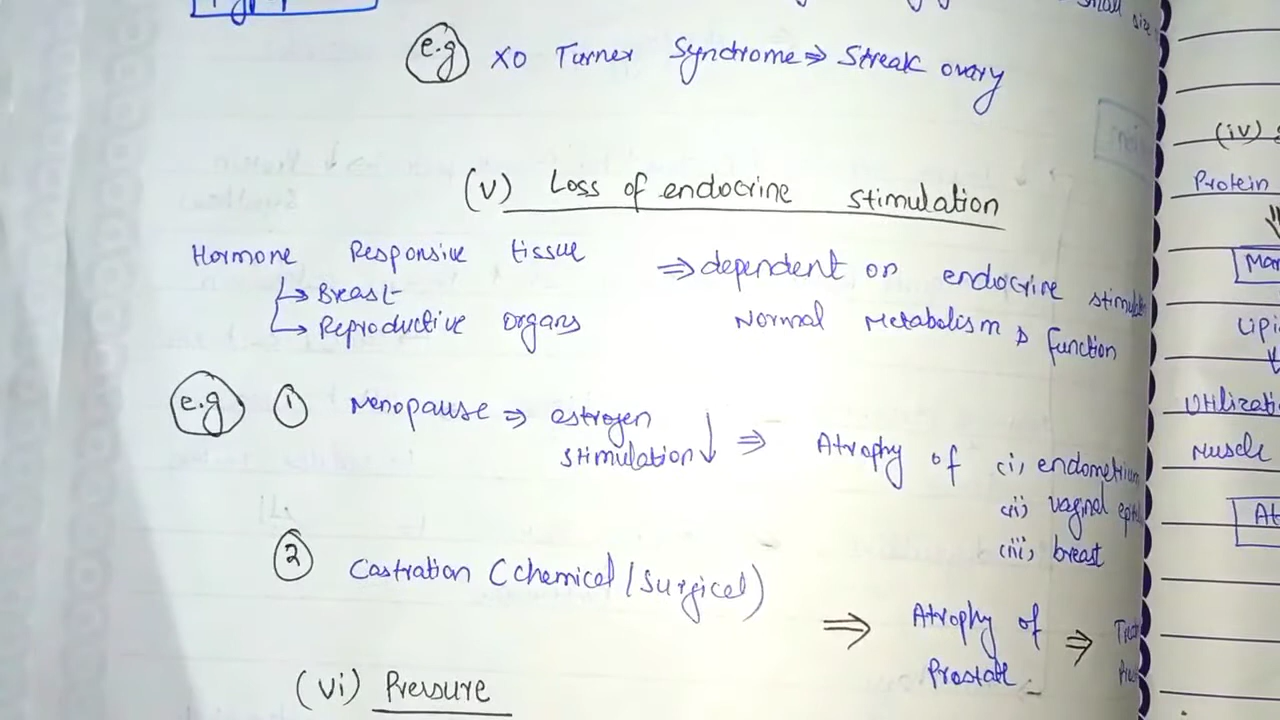 small size
e.g XO Turner Syndrome ⇒ Streak ovary
(v) Loss of endocrine stimulation
Hormone Responsive tissue ⇒ dependent on endocrine
→ Breast
→ Reproductive organs
Normal Metabolism & function
e.g ① Menopause ⇒ estrogen stimulation ↓ ⇒ Atrophy of (i) endometrium
(ii) vaginal
(iii) breast
② Castration (chemical / Surgical)
⇒ Atrophy of Prostate ⇒
(vi) Pressure
(iv)
Protein
Muscle